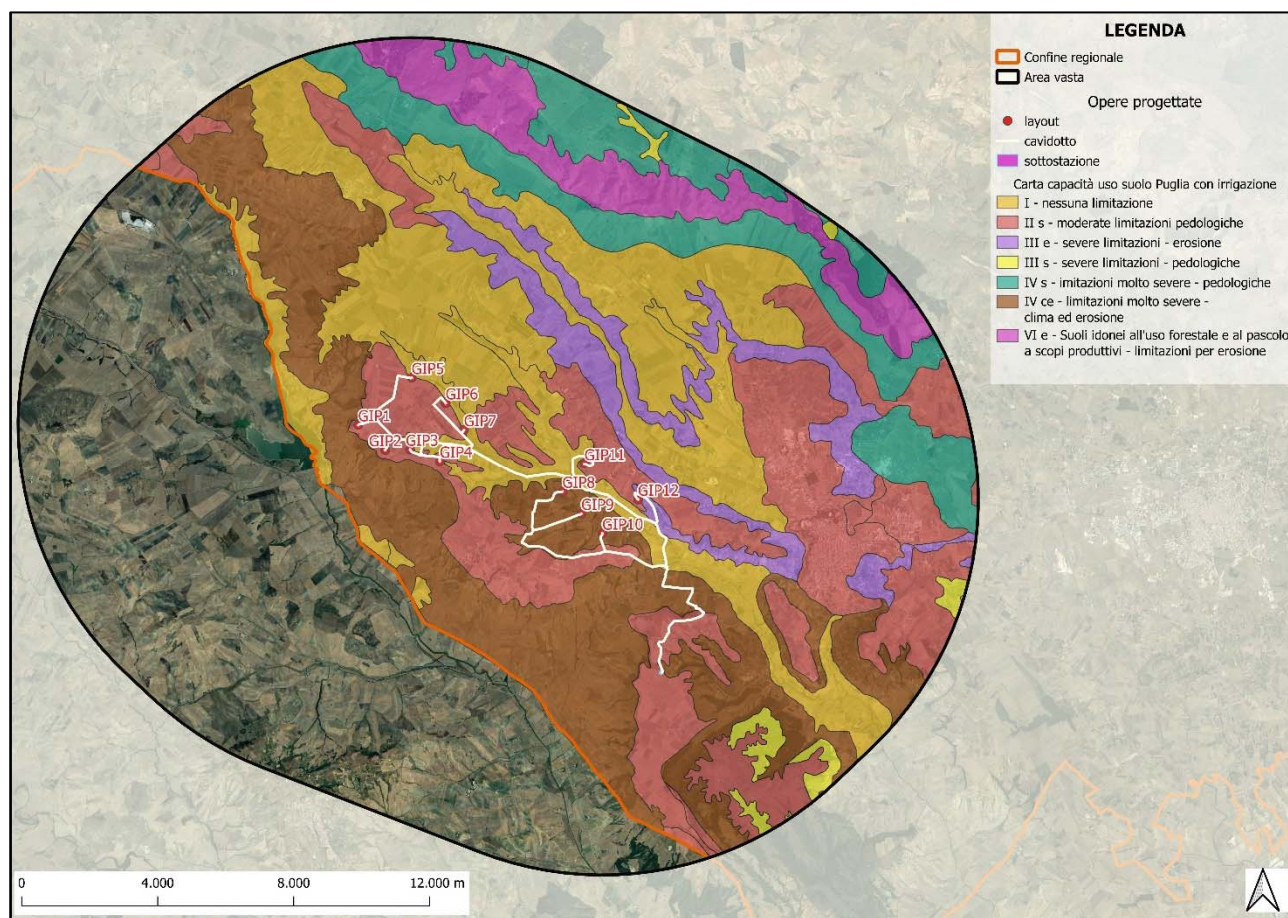 LEGENDA
Confine regionale
Area vasta
Opere progettate
layout
cavidotto
sottostazione
Carta capacità uso suolo Puglia con irrigazione
I - nessuna limitazione
II s - moderate limitazioni pedologiche
III e - severe limitazioni - erosione
III s - severe limitazioni - pedologiche
IV s - imitazioni molto severe - pedologiche
IV ce - limitazioni molto severe -
clima ed erosione
VI e - Suoli idonei all'uso forestale e al pascolo
a scopi produttivi - limitazioni per erosione
GIP5
GIP6
GIP1
GIP7
GIP2
GIP3
GIP4
GIP11
GIP8
GIP12
GIP9
GIP10
0
4.000
8.000
12.000 m